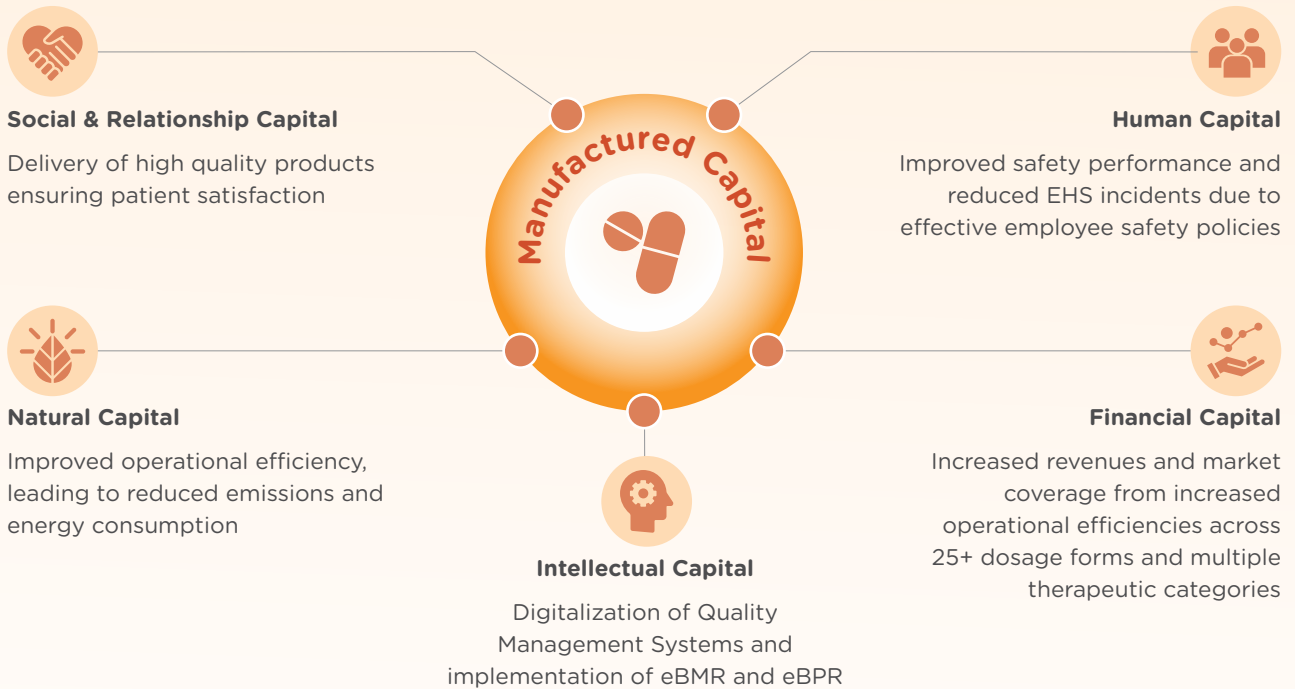 Manufactured Capital
Social & Relationship Capital
Delivery of high quality products
ensuring patient satisfaction
Human Capital
Improved safety performance and
reduced EHS incidents due to
effective employee safety policies
Natural Capital
Improved operational efficiency,
leading to reduced emissions and
energy consumption
Intellectual Capital
Digitalization of Quality
Management Systems and
implementation of eBMR and eBPR
Financial Capital
Increased revenues and market
coverage from increased
operational efficiencies across
25+ dosage forms and multiple
therapeutic categories